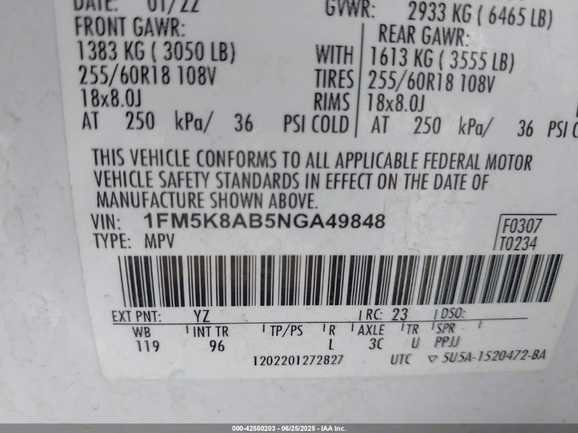 DATE: 01/22
GVWR: 2933 KG ( 6465 LB)
FRONT GAWR:
REAR GAWR:
1383 KG ( 3050 LB) WITH 1613 KG ( 3555 LB)
255/60R18 108V TIRES 255/60R18 108V
18x8.0J RIMS 18x8.0J
AT 250 kPa/ 36 PSI COLD AT 250 kPa/ 36 PSI
THIS VEHICLE CONFORMS TO ALL APPLICABLE FEDERAL MOTOR
VEHICLE SAFETY STANDARDS IN EFFECT ON THE DATE OF
MANUFACTURE SHOWN ABOVE.
VIN: 1FM5K8AB5NGA49848 F0307
TYPE: MPV T0234
EXT PNT: YZ RC: 23 DSO:
WB INT TR TP/PS R AXLE TR SPR
119 96 L 3C U PPJJ
1202201272827 UTC ▽ 5U5A-1520472-BA
000-42560203 - 06/25/2025 - IAA Inc.